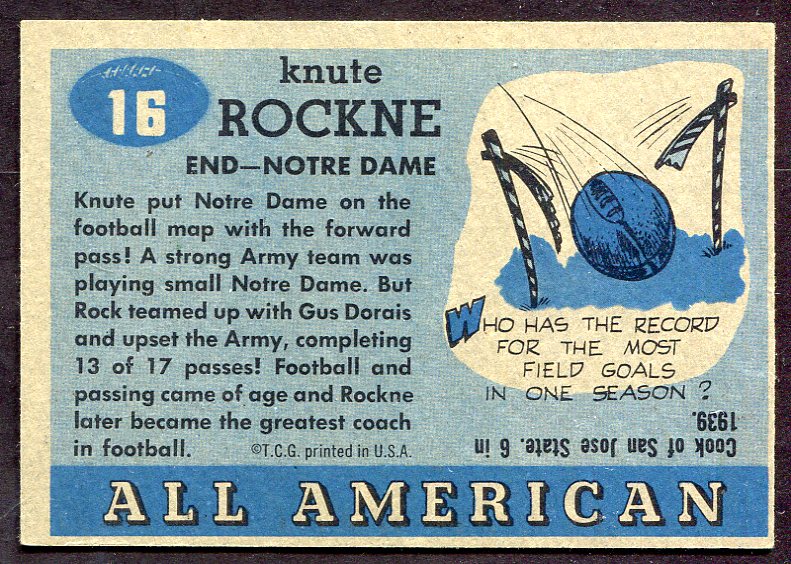 16
knute
ROCKNE
END—NOTRE DAME
Knute put Notre Dame on the
football map with the forward
pass! A strong Army team was
playing small Notre Dame. But
Rock teamed up with Gus Dorais
and upset the Army, completing
13 of 17 passes! Football and
passing came of age and Rockne
later became the greatest coach
in football.
©T.C.G. printed in U.S.A.
WHO HAS THE RECORD
FOR THE MOST
FIELD GOALS
IN ONE SEASON?
Cook of San Jose State. 6 in
1939.
ALL AMERICAN